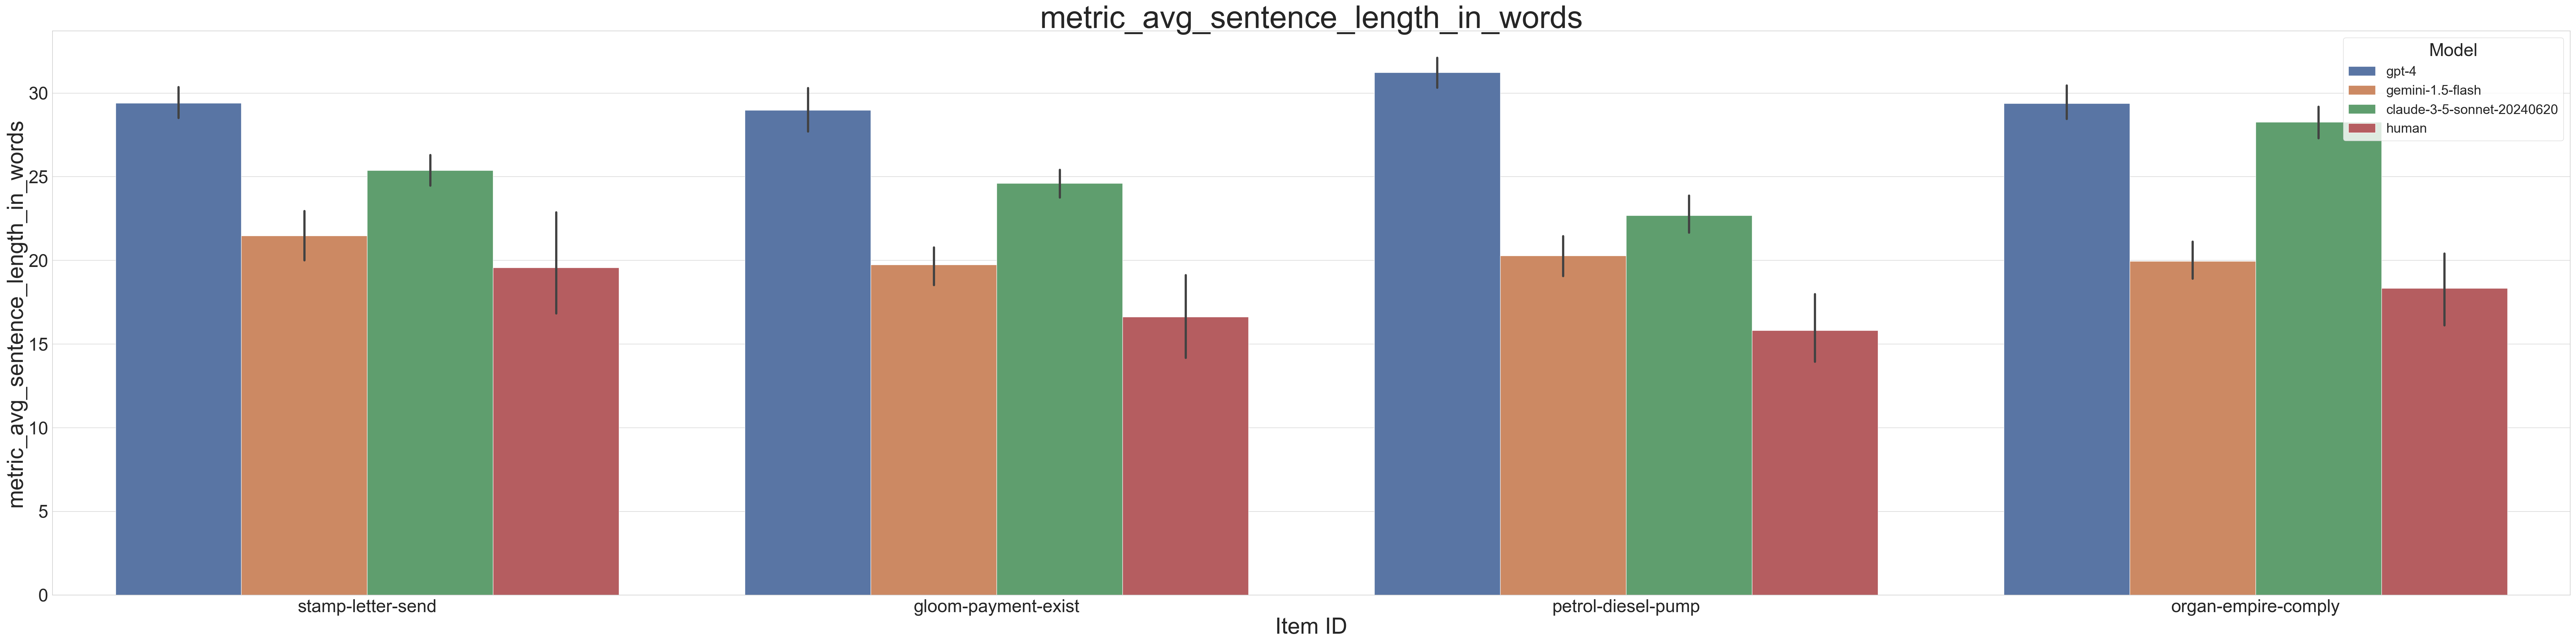 metric_avg_sentence_length_in_words
Model
gpt-4
gemini-1.5-flash
claude-3-5-sonnet-20240620
human
metric_avg_sentence_length_in_words
30
25
20
15
10
5
0
stamp-letter-send
gloom-payment-exist
petrol-diesel-pump
organ-empire-comply
Item ID